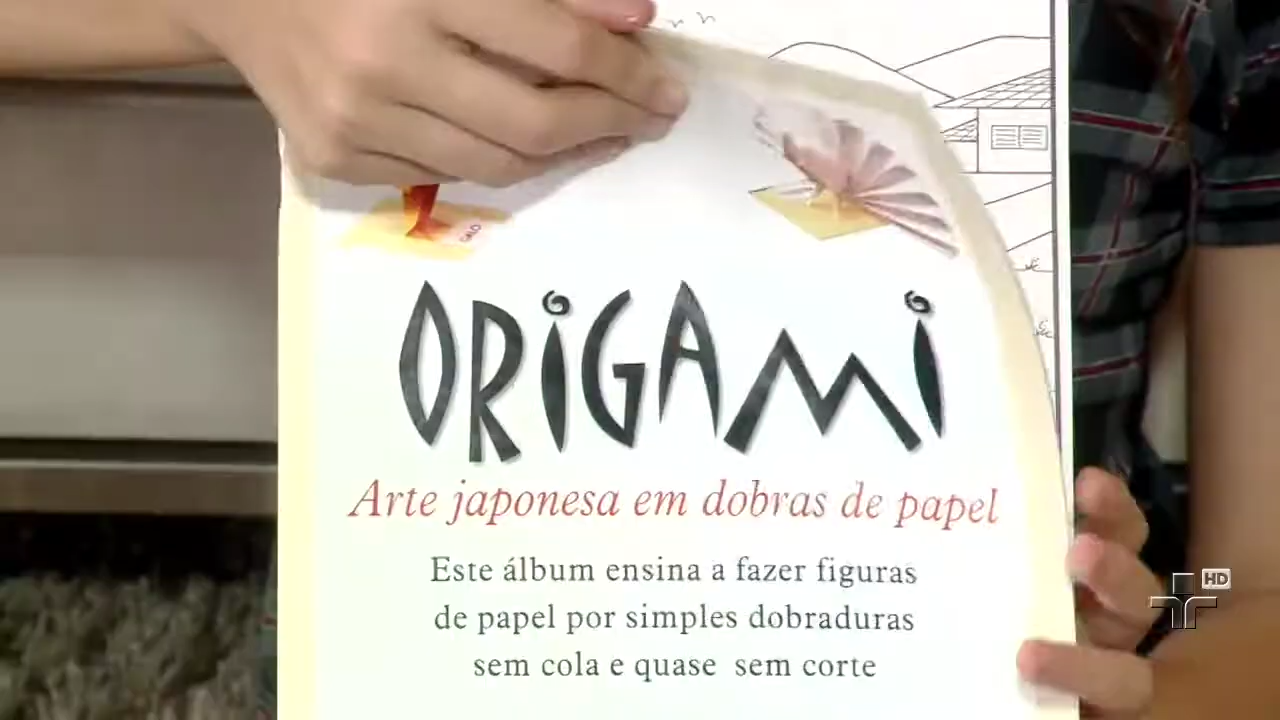 ORiGAMi
Arte japonesa em dobras de papel
Este álbum ensina a fazer figuras
de papel por simples dobraduras
sem cola e quase sem corte
HD